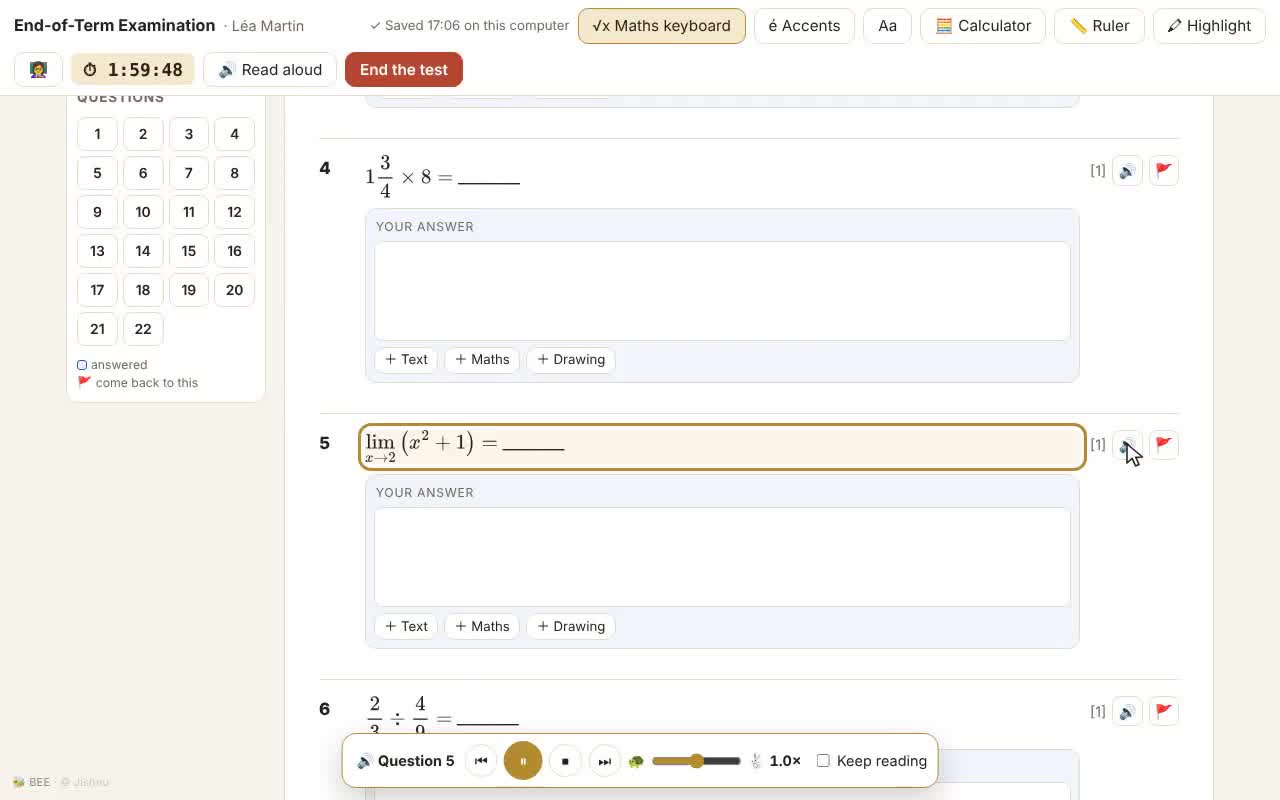 End-of-Term Examination · Léa Martin
✓ Saved 17:06 on this computer
√x Maths keyboard
é Accents
Aa
Calculator
Ruler
Highlight
1:59:48
Read aloud
End the test
QUESTIONS
1 2 3 4
5 6 7 8
9 10 11 12
13 14 15 16
17 18 19 20
21 22
answered
come back to this
4 1 3/4 × 8 = ______ [1]
YOUR ANSWER
+ Text + Maths + Drawing
5 lim x→2 (x² + 1) = ______ [1]
YOUR ANSWER
+ Text + Maths + Drawing
6 2/3 ÷ 4/9 = ______ [1]
Question 5 1.0× Keep reading
BEE · © Jishnu